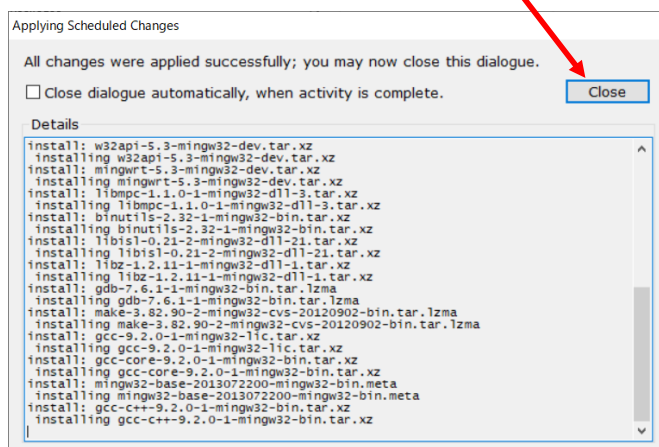 Applying Scheduled Changes
All changes were applied successfully; you may now close this dialogue.
Close dialogue automatically, when activity is complete.
Close
Details
install: w32api-5.3-mingw32-dev.tar.xz
installing w32api-5.3-mingw32-dev.tar.xz
install: mingwrt-5.3-mingw32-dev.tar.xz
installing mingwrt-5.3-mingw32-dev.tar.xz
install: libmpc-1.1.0-1-mingw32-dll-3.tar.xz
installing libmpc-1.1.0-1-mingw32-dll-3.tar.xz
install: binutils-2.32-1-mingw32-bin.tar.xz
installing binutils-2.32-1-mingw32-bin.tar.xz
install: libisl-0.21-2-mingw32-dll-21.tar.xz
installing libisl-0.21-2-mingw32-dll-21.tar.xz
install: libz-1.2.11-1-mingw32-dll-1.tar.xz
installing libz-1.2.11-1-mingw32-dll-1.tar.xz
install: gdb-7.6.1-1-mingw32-bin.tar.lzma
installing gdb-7.6.1-1-mingw32-bin.tar.lzma
install: make-3.82.90-2-mingw32-cvs-20120902-bin.tar.lzma
installing make-3.82.90-2-mingw32-cvs-20120902-bin.tar.lzma
install: gcc-9.2.0-1-mingw32-lic.tar.xz
installing gcc-9.2.0-1-mingw32-lic.tar.xz
install: gcc-core-9.2.0-1-mingw32-bin.tar.xz
installing gcc-core-9.2.0-1-mingw32-bin.tar.xz
install: mingw32-base-2013072200-mingw32-bin.meta
installing mingw32-base-2013072200-mingw32-bin.meta
install: gcc-c++-9.2.0-1-mingw32-bin.tar.xz
installing gcc-c++-9.2.0-1-mingw32-bin.tar.xz